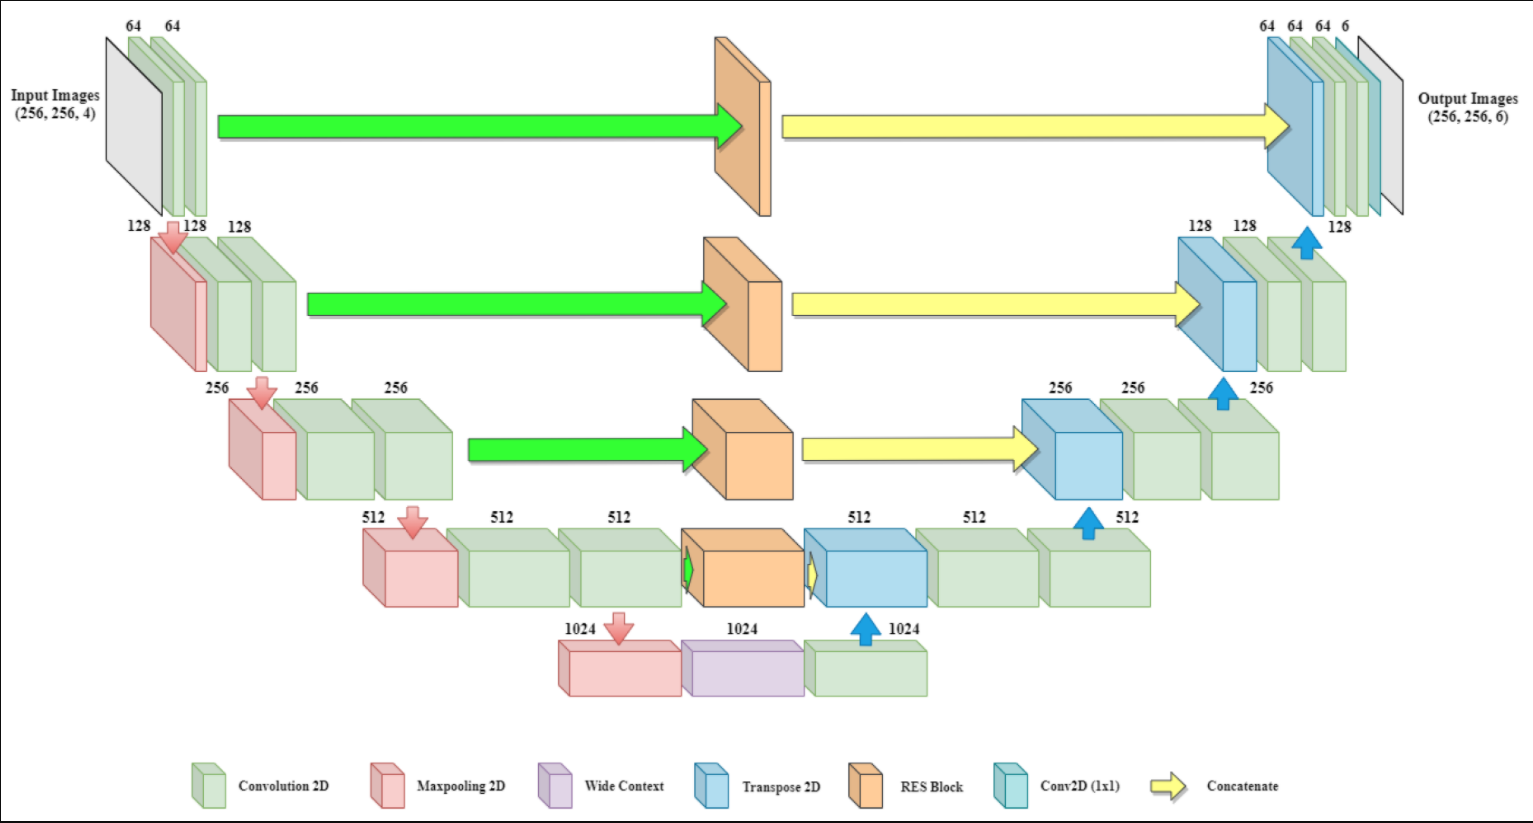 64 64
64 64 64 6
Input Images
(256, 256, 4)
Output Images
(256, 256, 6)
128 128 128
128 128 128
256 256 256
256 256 256
512 512 512 512 512 512
1024 1024 1024
Convolution 2D
Maxpooling 2D
Wide Context
Transpose 2D
RES Block
Conv2D (1x1)
Concatenate